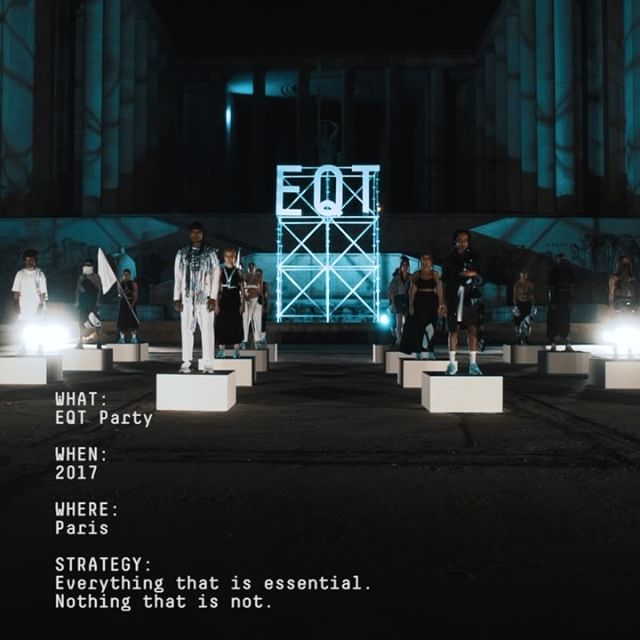 EQT
WHAT:
EQT Party
WHEN:
2017
WHERE:
Paris
STRATEGY:
Everything that is essential.
Nothing that is not.